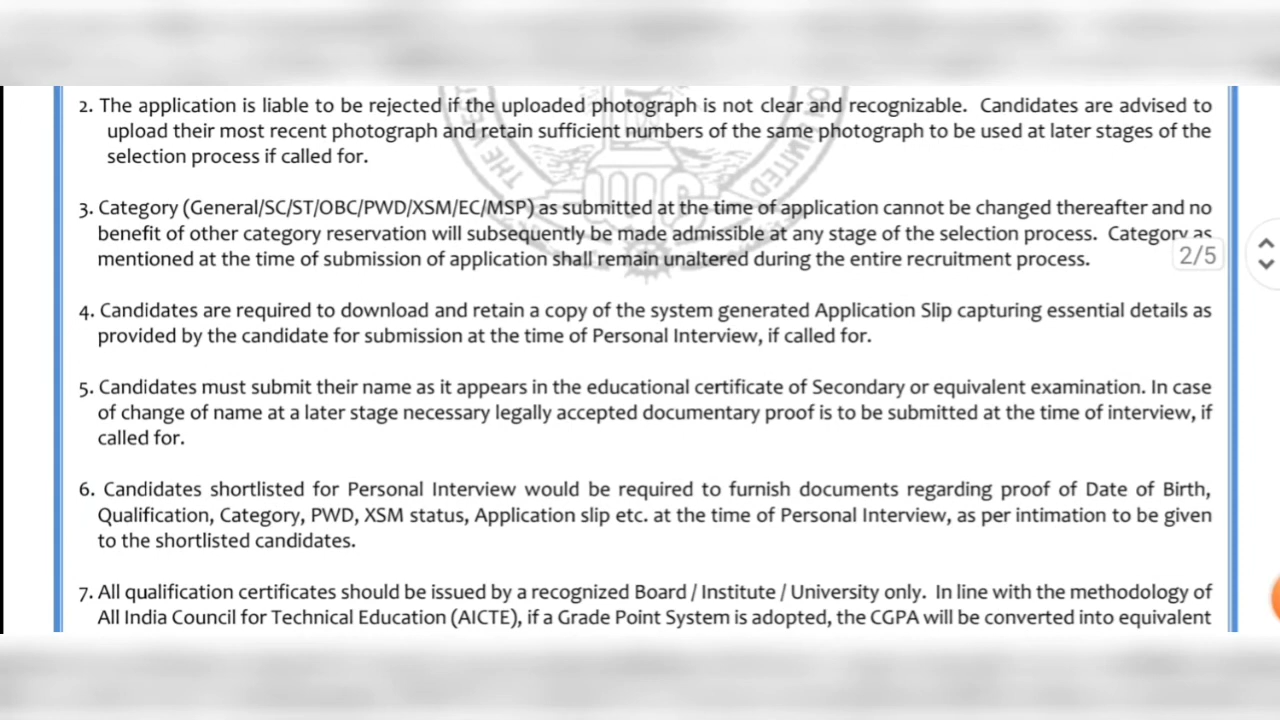 2. The application is liable to be rejected if the uploaded photograph is not clear and recognizable. Candidates are advised to
upload their most recent photograph and retain sufficient numbers of the same photograph to be used at later stages of the
selection process if called for.
3. Category (General/SC/ST/OBC/PWD/XSM/EC/MSP) as submitted at the time of application cannot be changed thereafter and no
benefit of other category reservation will subsequently be made admissible at any stage of the selection process. Category as
mentioned at the time of submission of application shall remain unaltered during the entire recruitment process.
2/5
4. Candidates are required to download and retain a copy of the system generated Application Slip capturing essential details as
provided by the candidate for submission at the time of Personal Interview, if called for.
5. Candidates must submit their name as it appears in the educational certificate of Secondary or equivalent examination. In case
of change of name at a later stage necessary legally accepted documentary proof is to be submitted at the time of interview, if
called for.
6. Candidates shortlisted for Personal Interview would be required to furnish documents regarding proof of Date of Birth,
Qualification, Category, PWD, XSM status, Application slip etc. at the time of Personal Interview, as per intimation to be given
to the shortlisted candidates.
7. All qualification certificates should be issued by a recognized Board / Institute / University only. In line with the methodology of
All India Council for Technical Education (AICTE), if a Grade Point System is adopted, the CGPA will be converted into equivalent